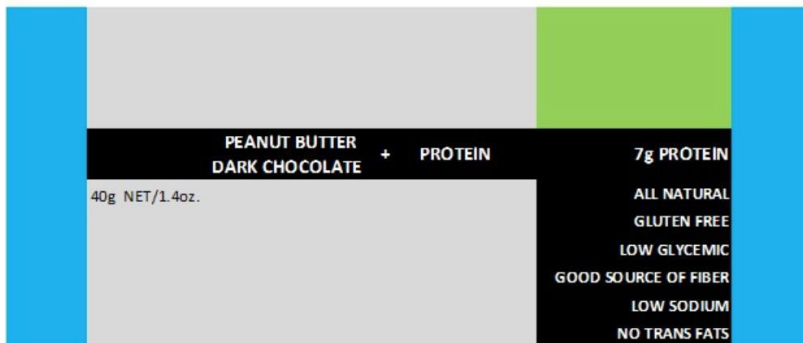 PEANUT BUTTER
DARK CHOCOLATE
+ PROTEIN
7g PROTEIN
40g NET/1.4oz.
ALL NATURAL
GLUTEN FREE
LOW GLYCEMIC
GOOD SOURCE OF FIBER
LOW SODIUM
NO TRANS FATS